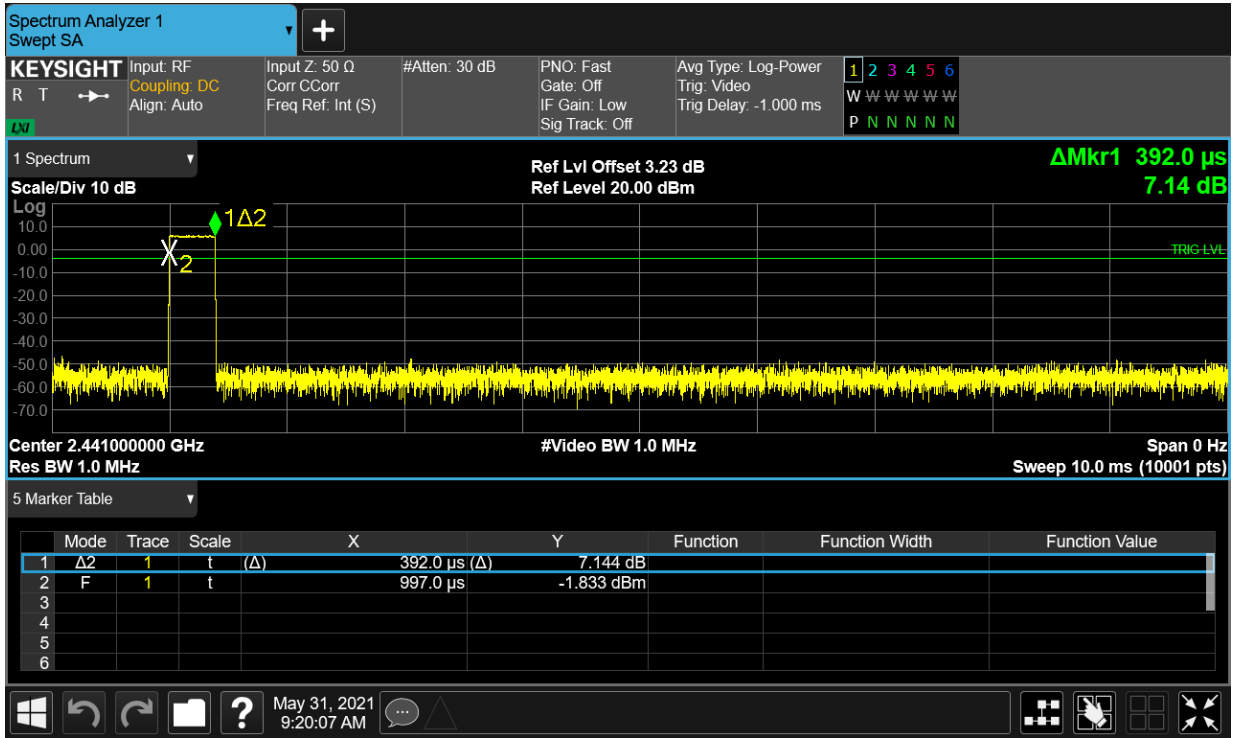 Spectrum Analyzer 1
Swept SA
KEYSIGHT
R T
LXI
Input: RF
Coupling: DC
Align: Auto
Input Z: 50 Ω
Corr CCorr
Freq Ref: Int (S)
#Atten: 30 dB
PNO: Fast
Gate: Off
IF Gain: Low
Sig Track: Off
Avg Type: Log-Power
Trig: Video
Trig Delay: -1.000 ms
1 2 3 4 5 6
W W W W W W
P N N N N N
1 Spectrum
Scale/Div 10 dB
Ref Lvl Offset 3.23 dB
Ref Level 20.00 dBm
ΔMkr1 392.0 µs
7.14 dB
Log
10.0
0.00
-10.0
-20.0
-30.0
-40.0
-50.0
-60.0
-70.0
1Δ2
2
TRIG LVL
Center 2.441000000 GHz
Res BW 1.0 MHz
#Video BW 1.0 MHz
Span 0 Hz
Sweep 10.0 ms (10001 pts)
5 Marker Table
Mode Trace Scale X Y Function Function Width Function Value
1 Δ2 1 t (Δ) 392.0 µs (Δ) 7.144 dB
2 F 1 t 997.0 µs -1.833 dBm
3
4
5
6
?
May 31, 2021
9:20:07 AM